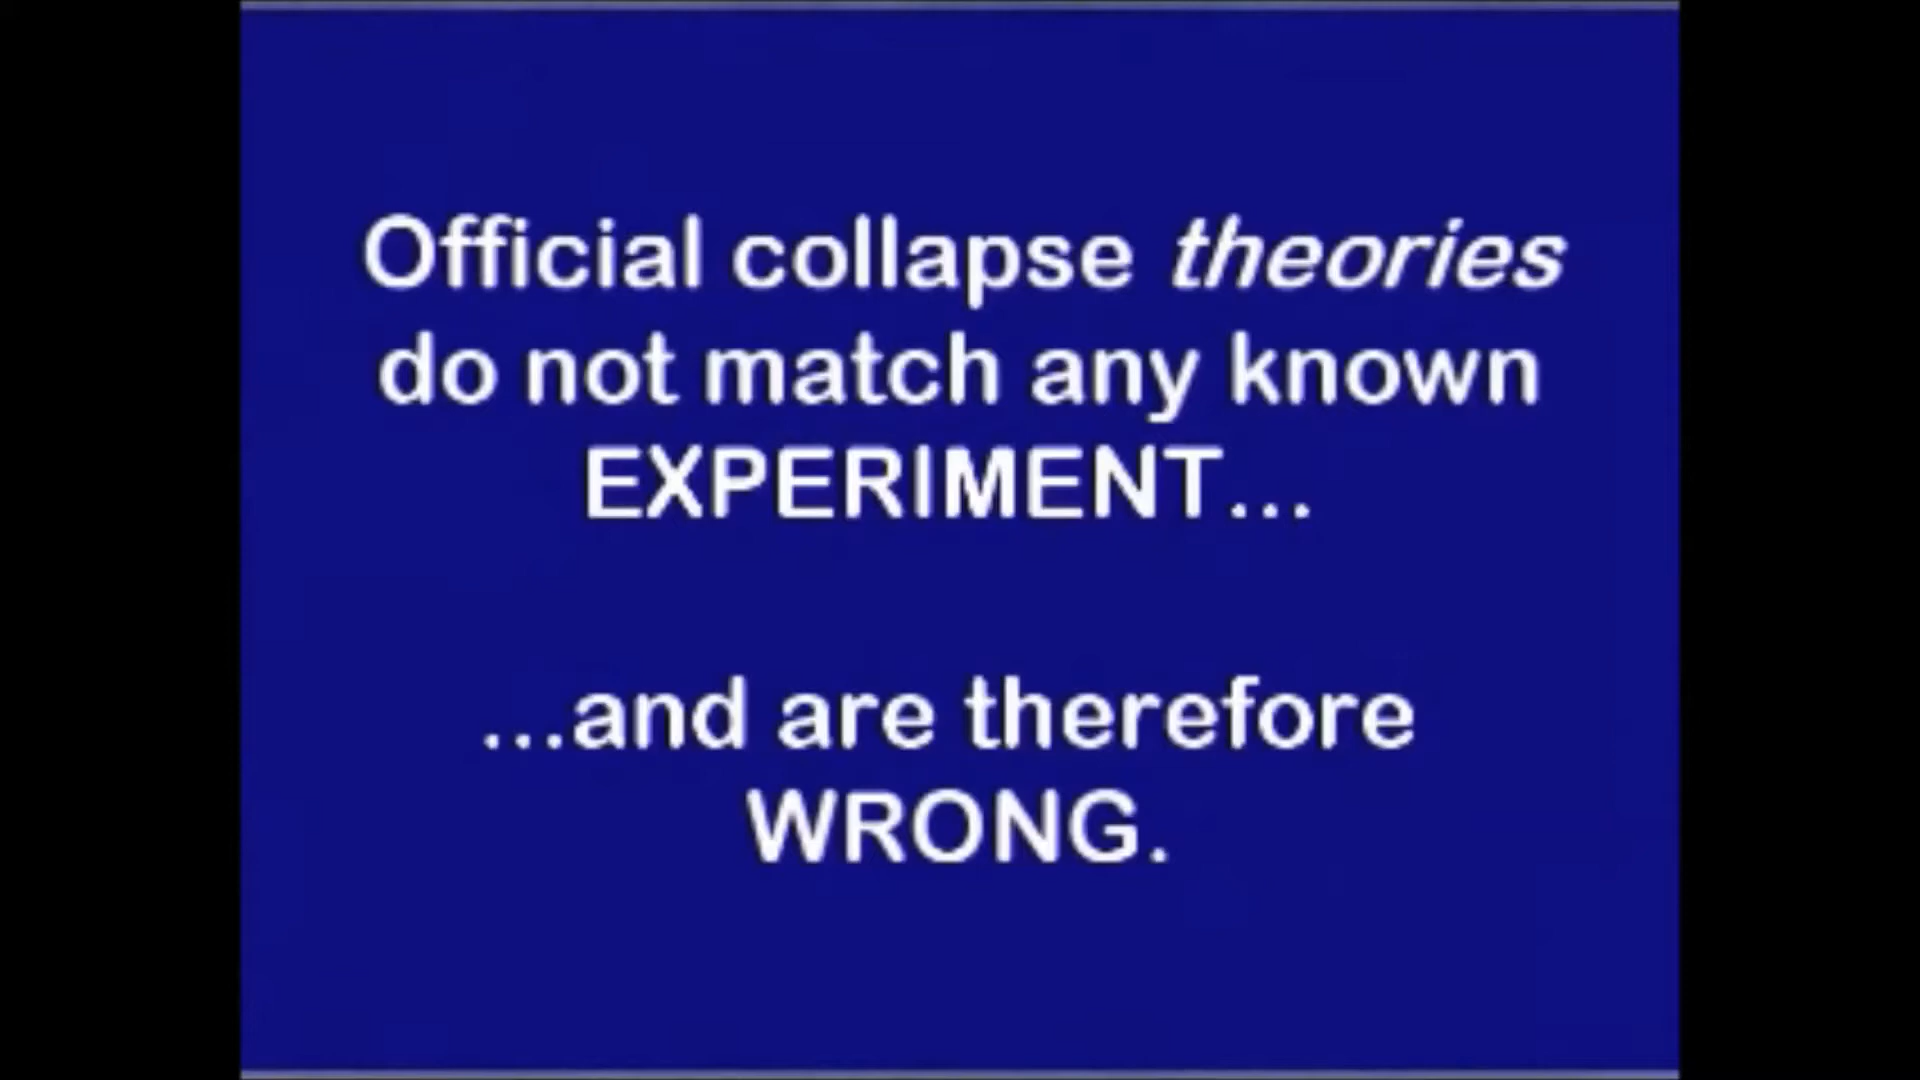 Official collapse theories
do not match any known
EXPERIMENT...
...and are therefore
WRONG.